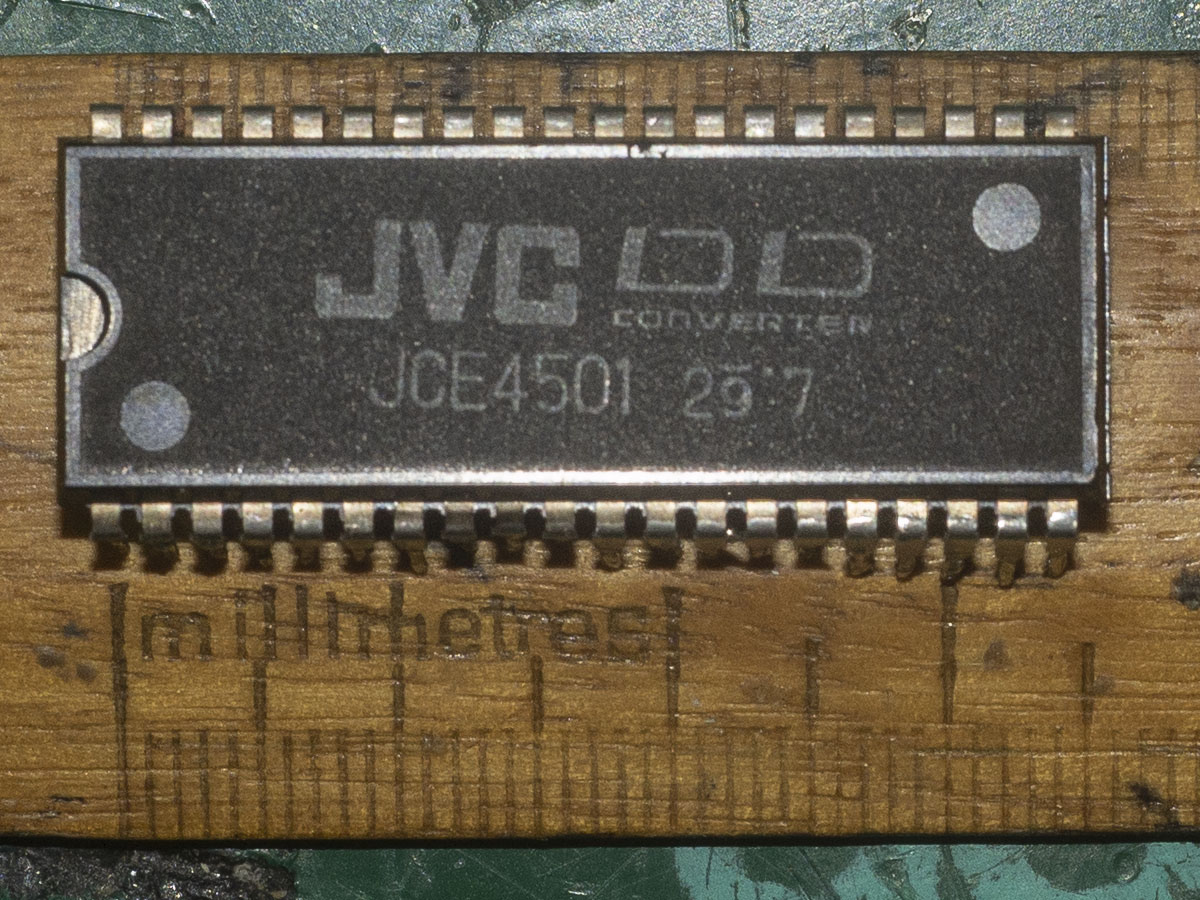 JVC DD
CONVERTER
JCE4501 29 7
millimetres